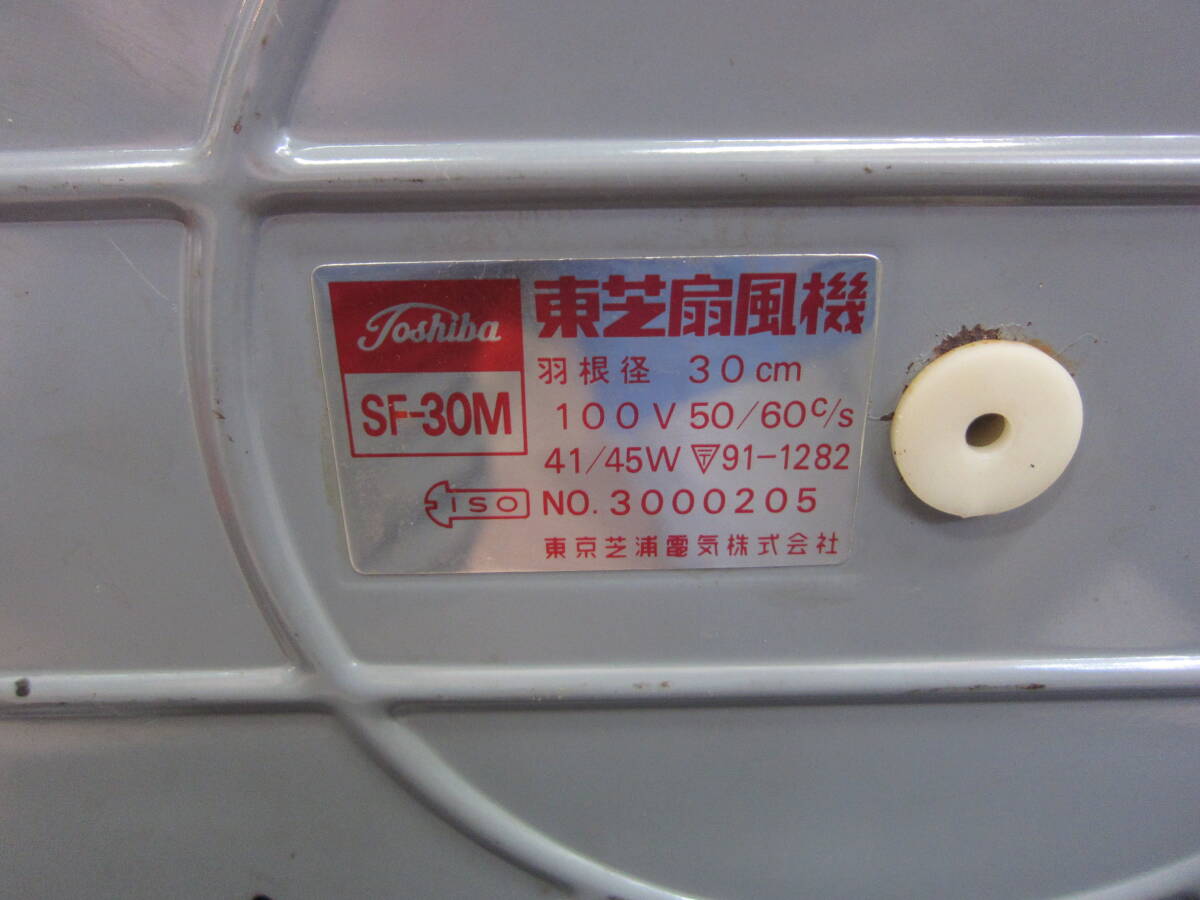 Toshiba
SF-30M
東芝扇風機
羽根径 30cm
100V 50/60c/s
41/45W 〒91-1282
ISO NO. 3000205
東京芝浦電気株式会社